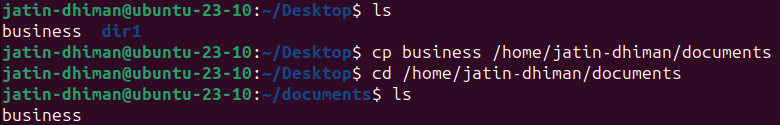 jatin-dhiman@ubuntu-23-10:~/Desktop$ ls
business  dir1
jatin-dhiman@ubuntu-23-10:~/Desktop$ cp business /home/jatin-dhiman/documents
jatin-dhiman@ubuntu-23-10:~/Desktop$ cd /home/jatin-dhiman/documents
jatin-dhiman@ubuntu-23-10:~/documents$ ls
business